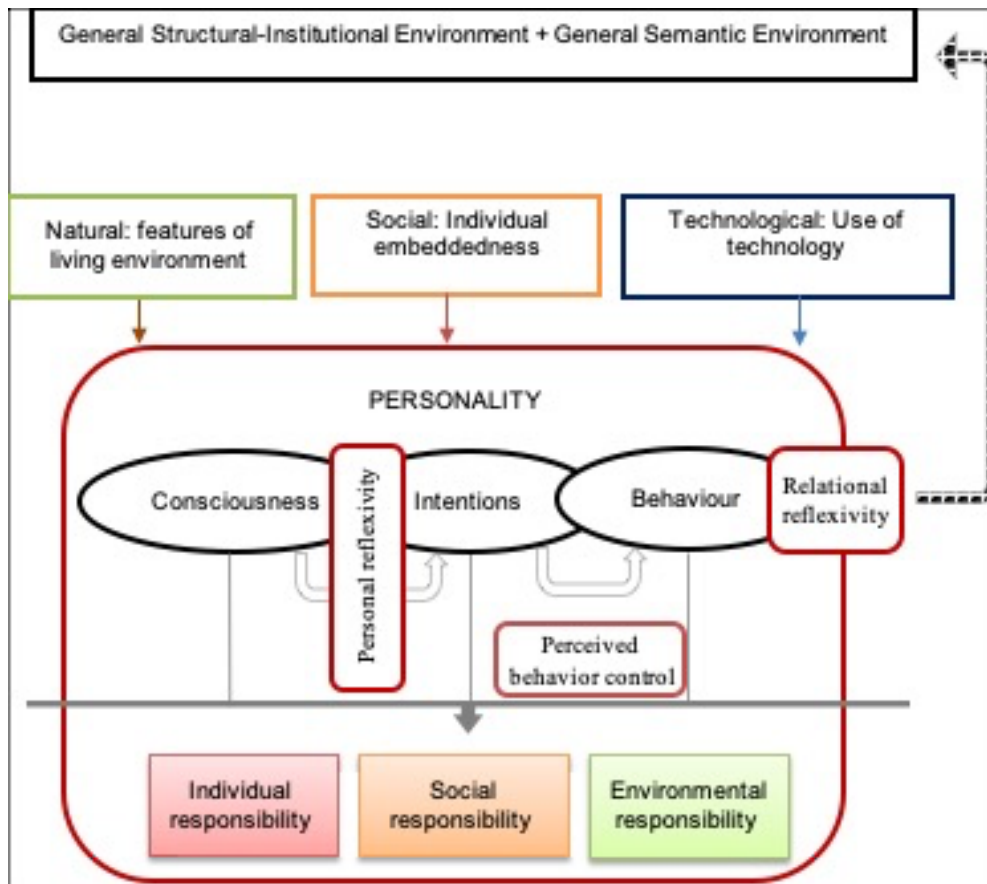 General Structural-Institutional Environment + General Semantic Environment
Natural: features of
living environment
Social: Individual
embeddedness
Technological: Use of
technology
PERSONALITY
Consciousness
Personal reflexivity
Intentions
Behaviour
Relational
reflexivity
Perceived
behavior control
Individual
responsibility
Social
responsibility
Environmental
responsibility